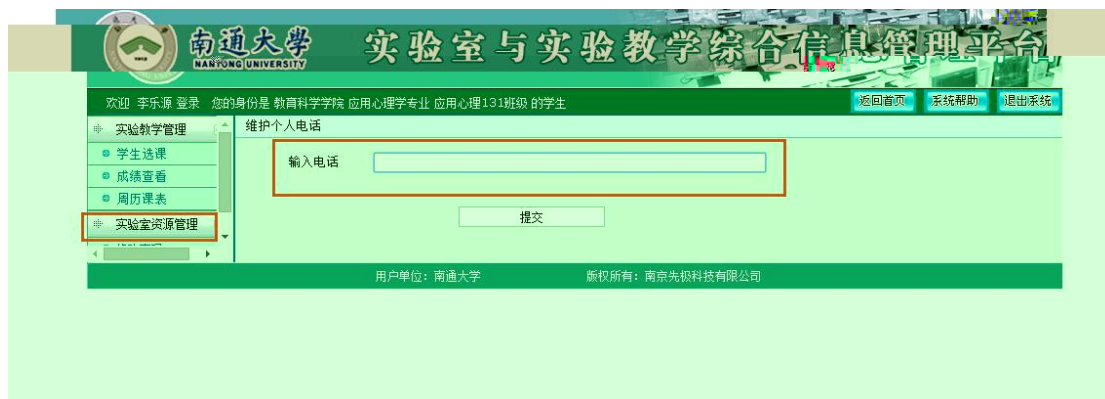 南通大学
NANTONG UNIVERSITY
实验室与实验教学综合信息管理平台
欢迎 李乐源 登录 您的身份是 教育科学学院 应用心理学专业 应用心理131班级 的学生
返回首页 系统帮助 退出系统
实验教学管理
学生选课
成绩查看
周历课表
实验室资源管理
维护个人电话
输入电话
提交
用户单位：南通大学 版权所有：南京先极科技有限公司